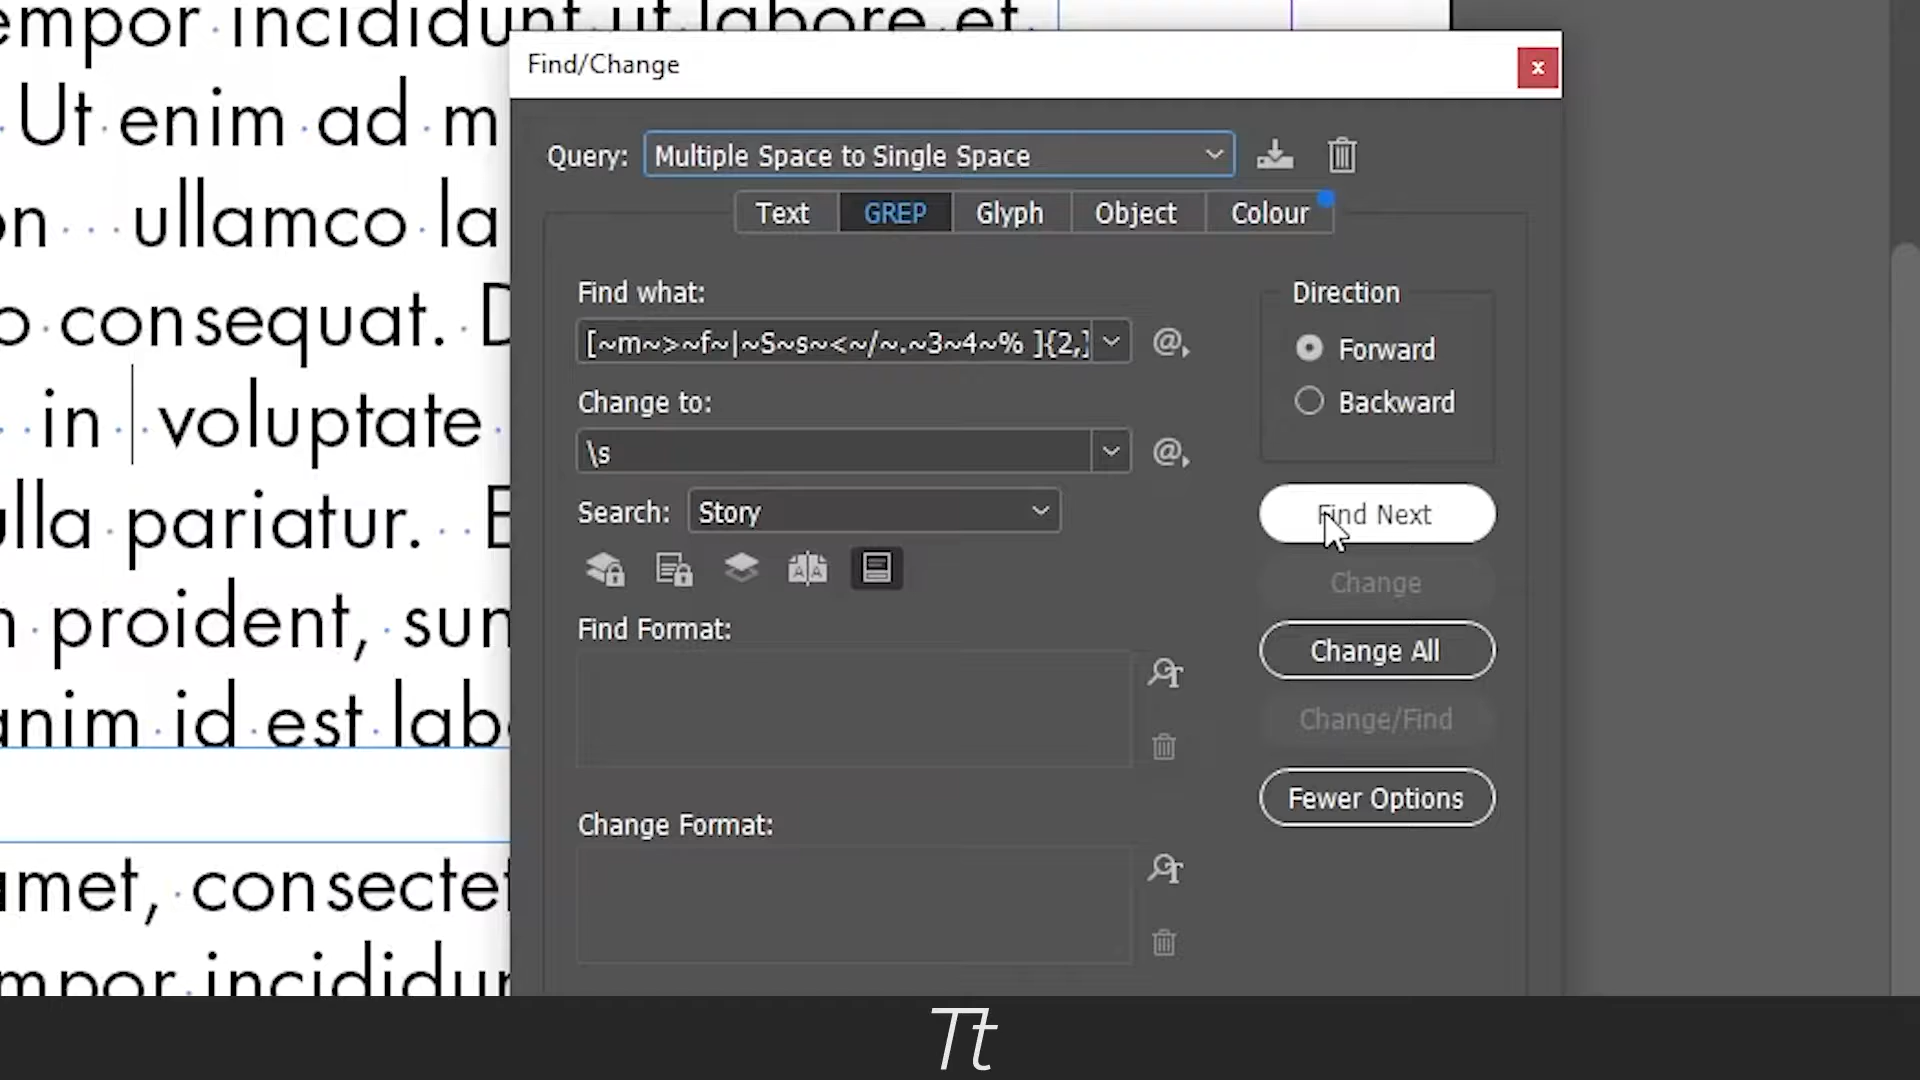 empor incididunt ut labore et
Find/Change
x
Ut enim ad m
Query: Multiple Space to Single Space
on ullamco la
Text GREP Glyph Object Colour
Find what:
Direction
o consequat. D
[~m~>~f~|~S~s~<~/~.~3~4~% ]{2,}
@
Forward
Change to:
Backward
in voluptate
\s
@
Search: Story
Find Next
ulla pariatur. E
Change
n proident, sun
Find Format:
Change All
anim id est labo
Change/Find
Fewer Options
Change Format:
amet, consectet
mpor incididun
Tt